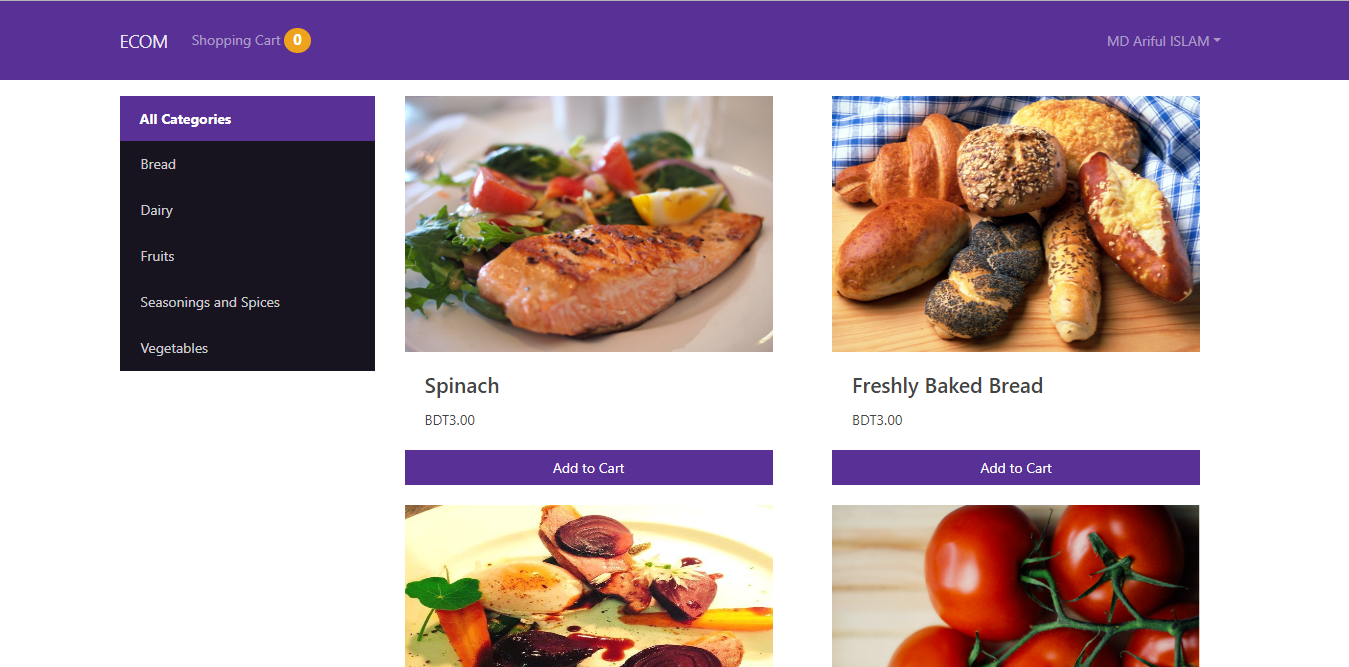 ECOM Shopping Cart 0 MD Ariful ISLAM
All Categories
Bread
Dairy
Fruits
Seasonings and Spices
Vegetables
Spinach
BDT3.00
Add to Cart
Freshly Baked Bread
BDT3.00
Add to Cart